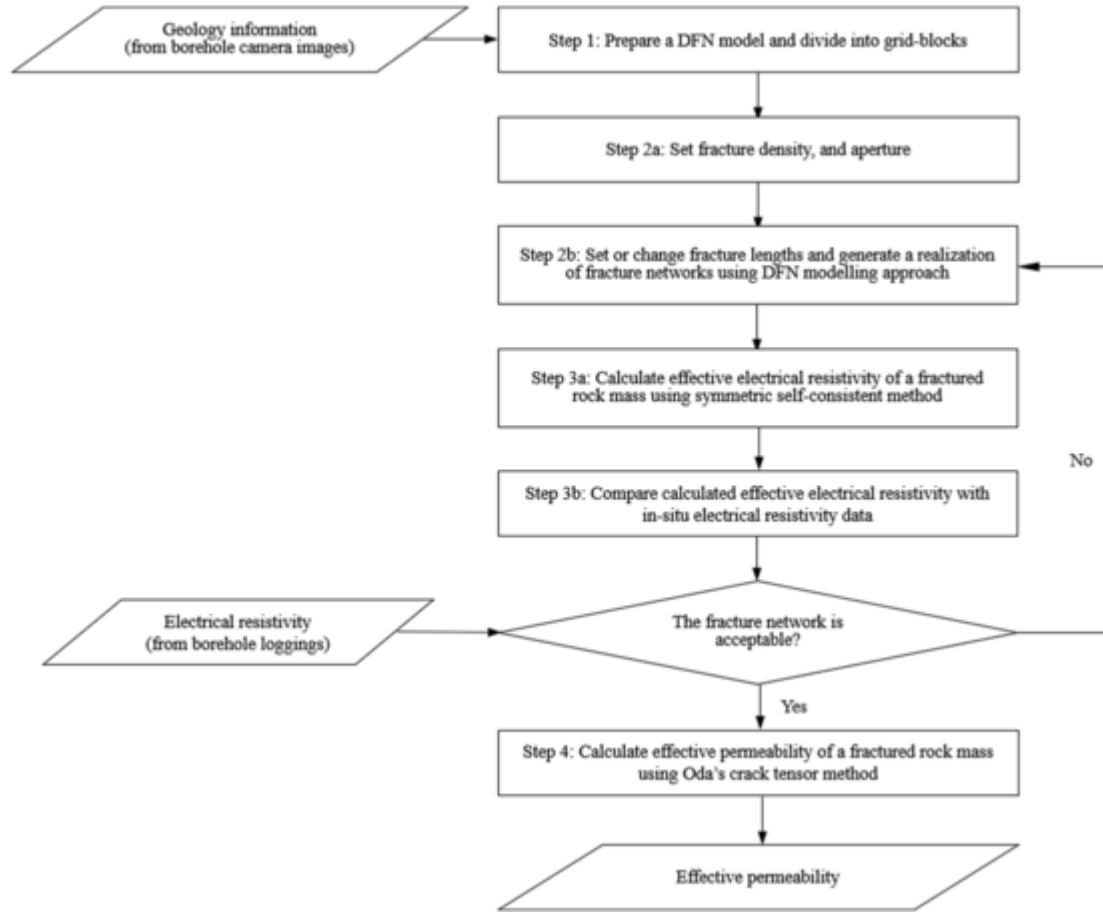 Geology information
(from borehole camera images)
Step 1: Prepare a DFN model and divide into grid-blocks
Step 2a: Set fracture density, and aperture
Step 2b: Set or change fracture lengths and generate a realization
of fracture networks using DFN modelling approach
Step 3a: Calculate effective electrical resistivity of a fractured
rock mass using symmetric self-consistent method
No
Step 3b: Compare calculated effective electrical resistivity with
in-situ electrical resistivity data
Electrical resistivity
(from borehole loggings)
The fracture network is
acceptable?
Yes
Step 4: Calculate effective permeability of a fractured rock mass
using Oda's crack tensor method
Effective permeability